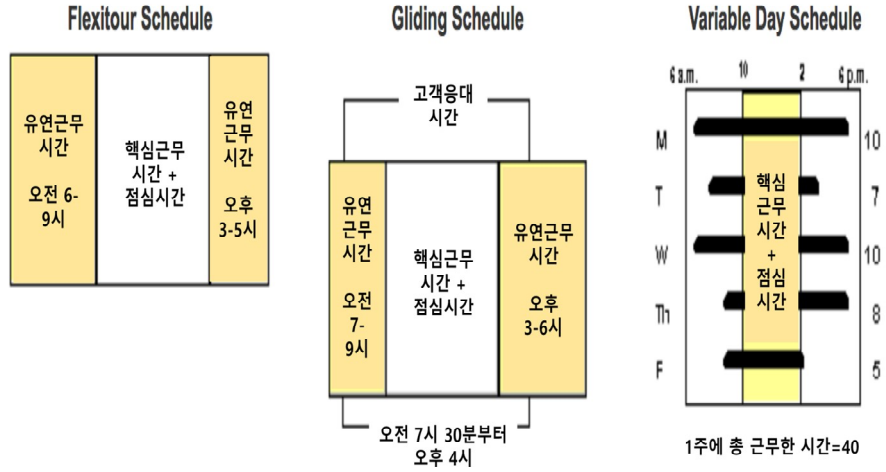 Flexitour Schedule
유연근무
시간
오전 6-
9시
핵심근무
시간 +
점심시간
유연
근무
시간
오후
3-5시
Gliding Schedule
고객응대
시간
유연
근무
시간
오전
7-
9시
핵심근무
시간 +
점심시간
유연근무
시간
오후
3-6시
오전 7시 30분부터
오후 4시
Variable Day Schedule
6 a.m. 10 2 6 p.m.
M 10
T 7
W 10
Th 8
F 5
핵심
근무
시간
+
점심
시간
1주에 총 근무한 시간=40